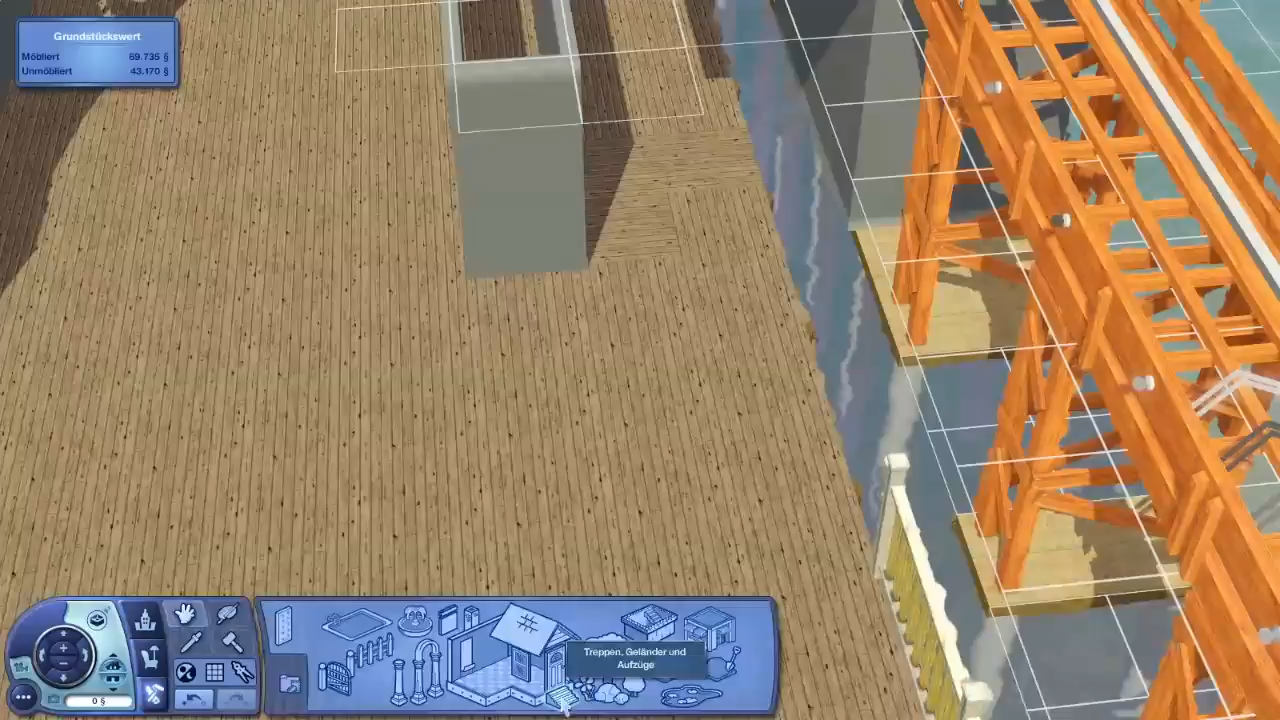 Grundstückswert
Möbliert 69.735 §
Unmöbliert 43.170 §
Treppen, Geländer und
Aufzüge
0 §